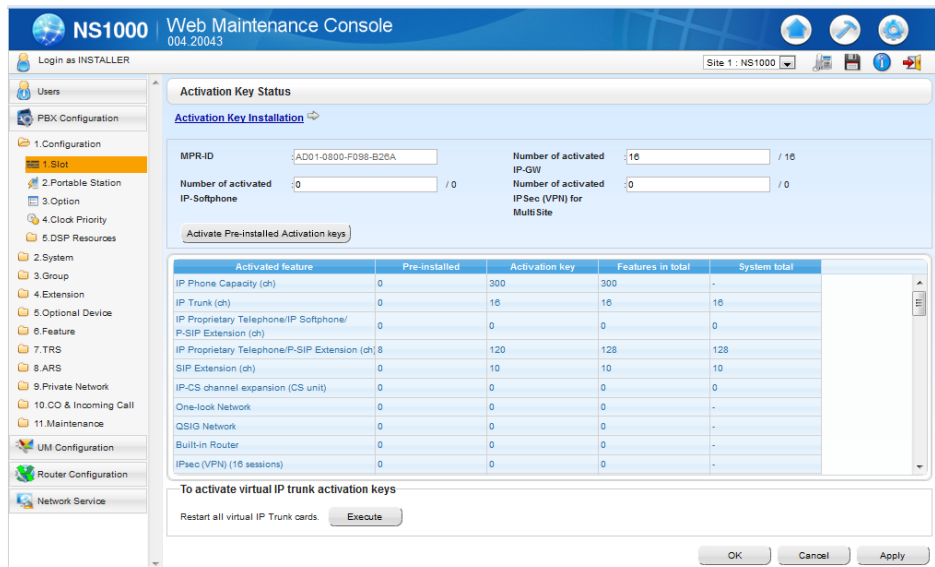 NS1000 Web Maintenance Console
004.20043
Login as INSTALLER
Site 1 : NS1000
Users
PBX Configuration
1.Configuration
1.Slot
2.Portable Station
3.Option
4.Clock Priority
5.DSP Resources
2.System
3.Group
4.Extension
5.Optional Device
6.Feature
7.TRS
8.ARS
9.Private Network
10.CO & Incoming Call
11.Maintenance
UM Configuration
Router Configuration
Network Service
Activation Key Status
Activation Key Installation
MPR-ID :AD01-0800-F098-B26A
Number of activated IP-GW :16 / 16
Number of activated IP-Softphone :0 / 0
Number of activated IPSec (VPN) for MultiSite :0 / 0
Activate Pre-installed Activation keys
Activated feature Pre-installed Activation key Features in total System total
IP Phone Capacity (ch) 0 300 300 -
IP Trunk (ch) 0 16 16 16
IP Proprietary Telephone/IP Softphone/
P-SIP Extension (ch) 0 0 0 0
IP Proprietary Telephone/P-SIP Extension (ch) 8 120 128 128
SIP Extension (ch) 0 10 10 10
IP-CS channel expansion (CS unit) 0 0 0 0
One-look Network 0 0 0 -
QSIG Network 0 0 0 -
Built-in Router 0 0 0 -
IPsec (VPN) (16 sessions) 0 0 0 -
To activate virtual IP trunk activation keys
Restart all virtual IP Trunk cards. Execute
OK Cancel Apply